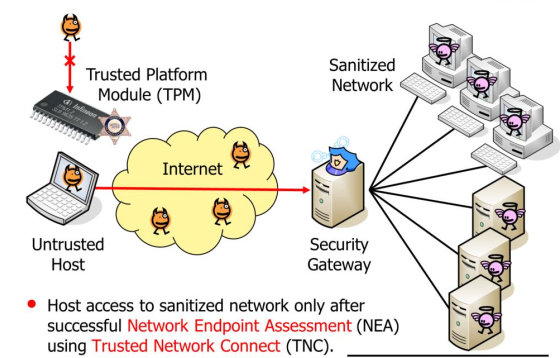 Trusted Platform
Module (TPM)
Sanitized
Network
Infineon
Internet
Untrusted
Host
Security
Gateway
• Host access to sanitized network only after
successful Network Endpoint Assessment (NEA)
using Trusted Network Connect (TNC).